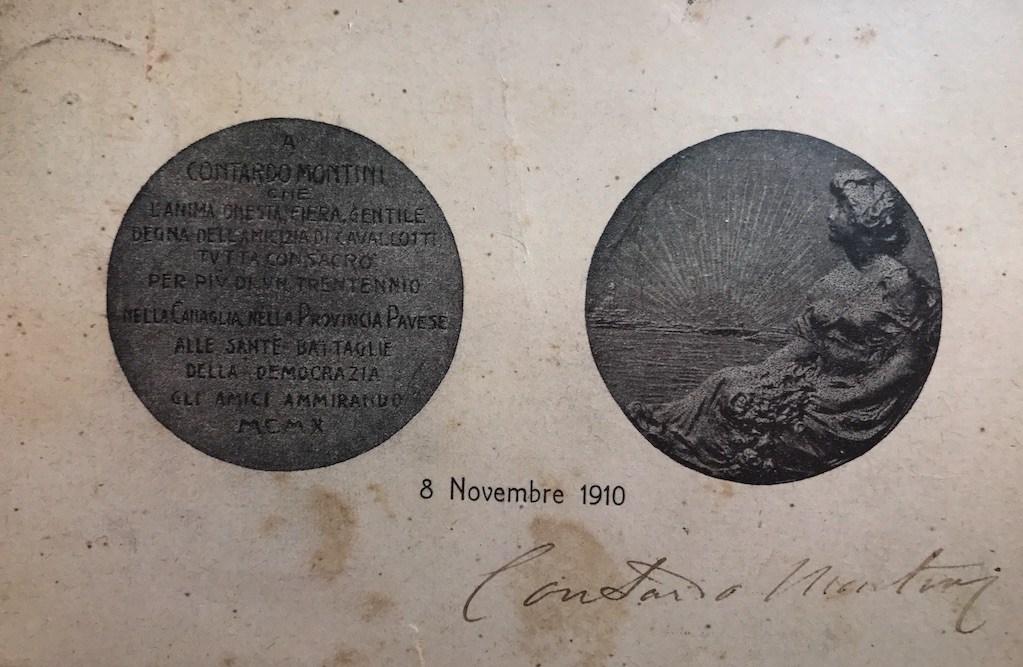 A
CONTARDO MONTINI
CHE
L'ANIMA ONESTA, FIERA, GENTILE
DEGNA DELL'AMICIZIA DI CAVALLOTTI
TVTTA CONSACRÒ
PER PIV DI VN TRENTENNIO
NELLA CANAGLIA, NELLA PROVINCIA PAVESE
ALLE SANTE BATTAGLIE
DELLA DEMOCRAZIA
GLI AMICI AMMIRANDO
MCMX
8 Novembre 1910
Contardo Montini